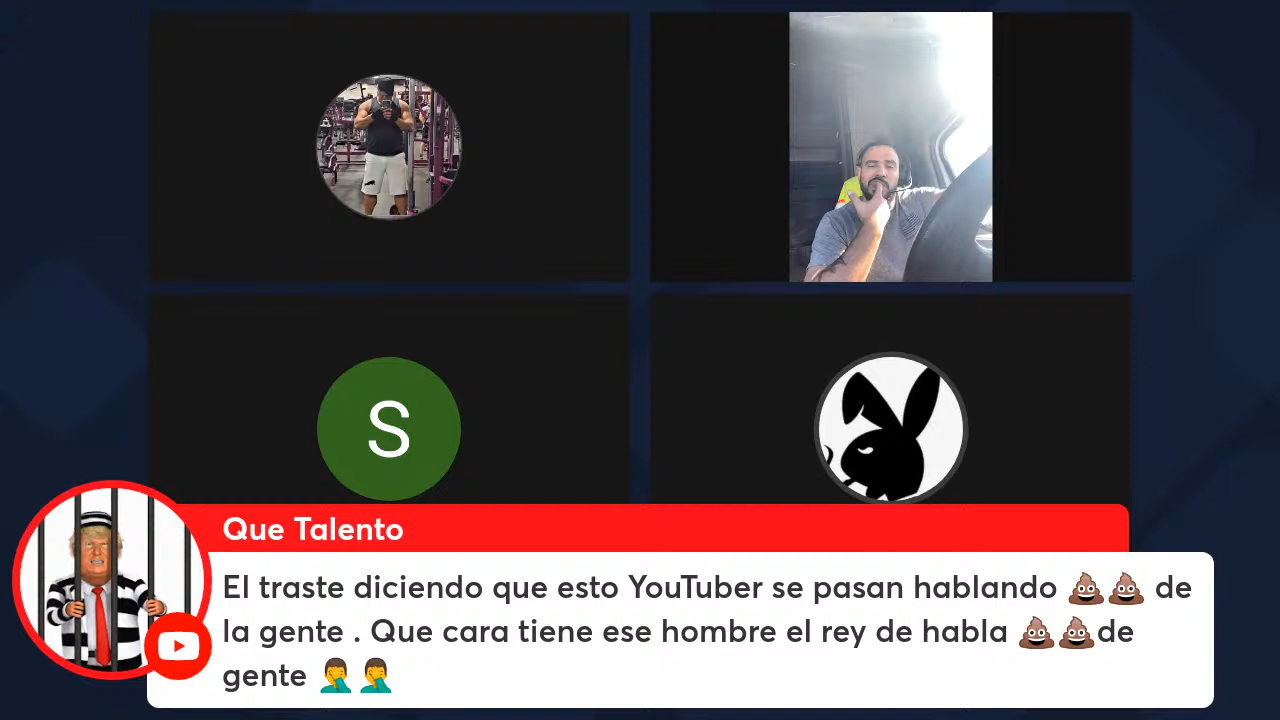 S
Que Talento
El traste diciendo que esto YouTuber se pasan hablando 💩💩 de
la gente . Que cara tiene ese hombre el rey de habla 💩💩de
gente 🤦‍♂️🤦‍♂️